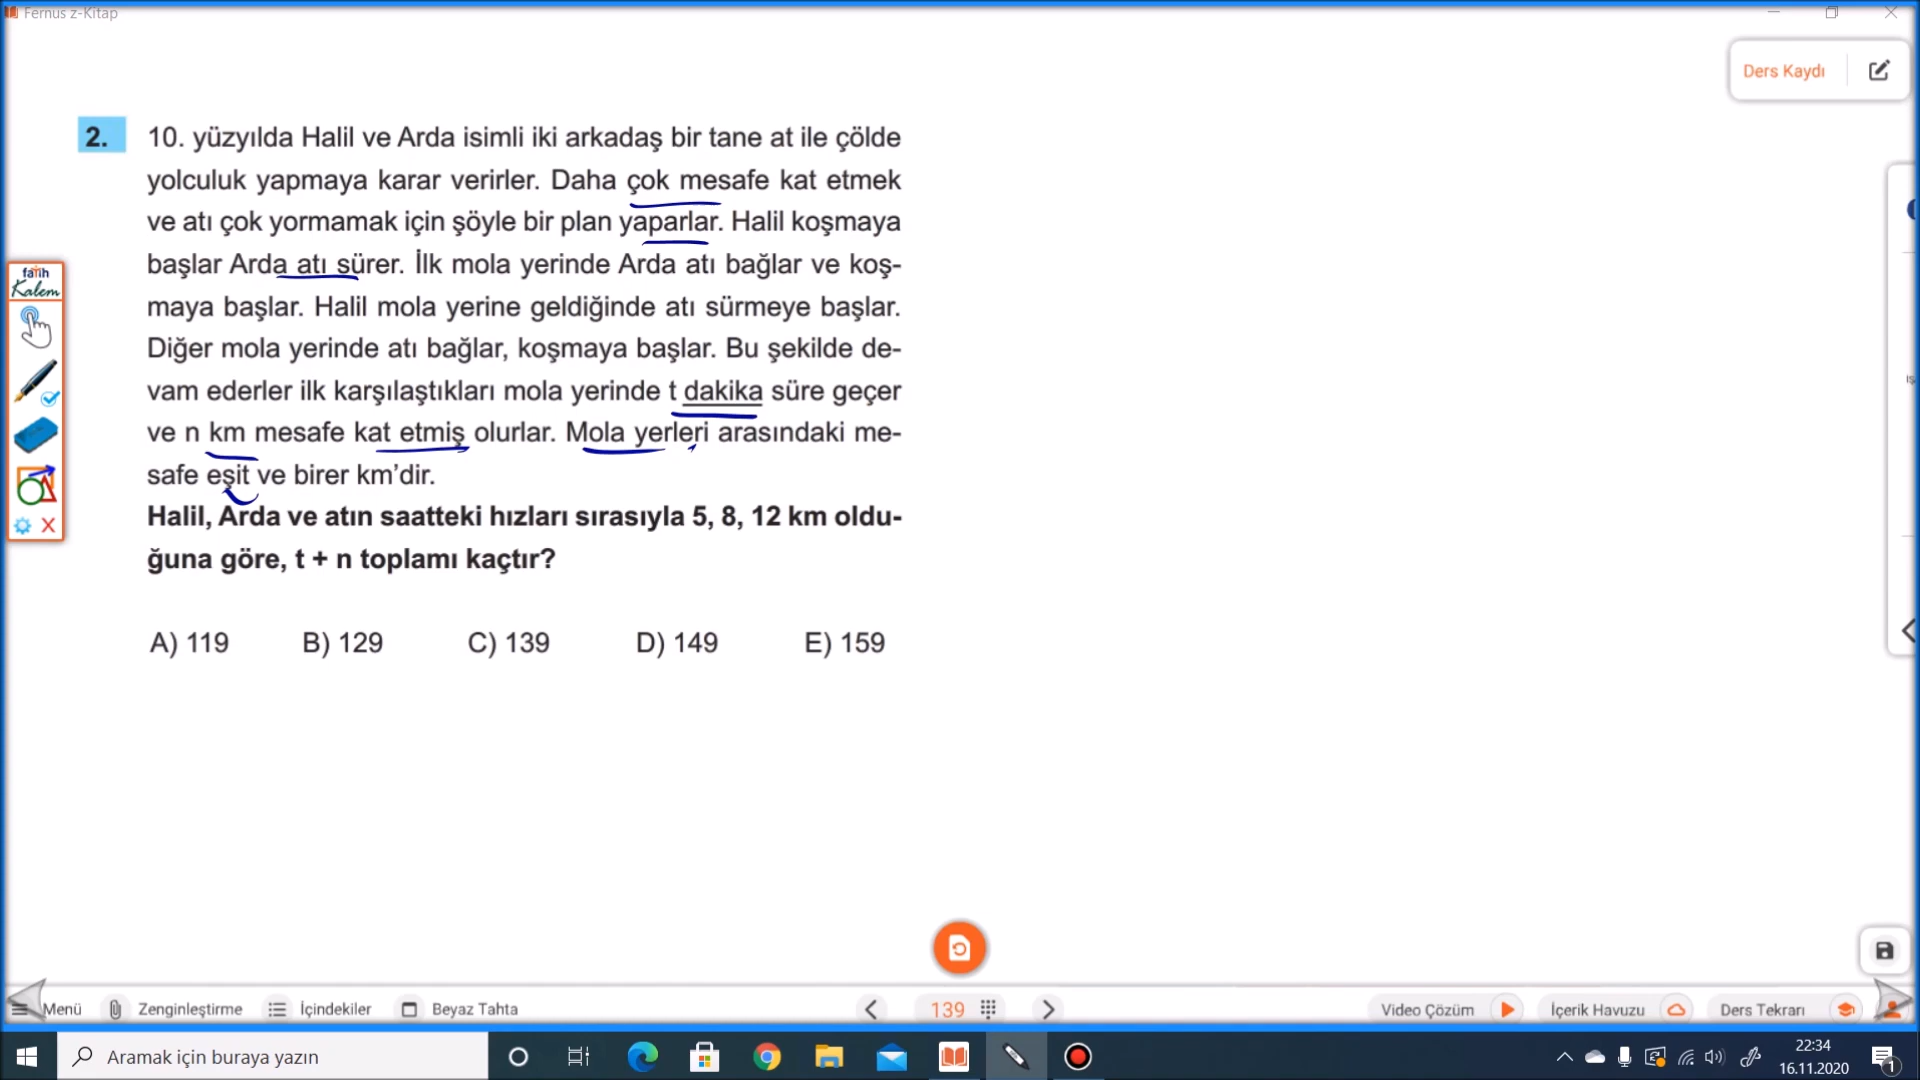 Fernus z-Kitap
Ders Kaydı
2. 10. yüzyılda Halil ve Arda isimli iki arkadaş bir tane at ile çölde
yolculuk yapmaya karar verirler. Daha çok mesafe kat etmek
ve atı çok yormamak için şöyle bir plan yaparlar. Halil koşmaya
başlar Arda atı sürer. İlk mola yerinde Arda atı bağlar ve koş-
maya başlar. Halil mola yerine geldiğinde atı sürmeye başlar.
Diğer mola yerinde atı bağlar, koşmaya başlar. Bu şekilde de-
vam ederler ilk karşılaştıkları mola yerinde t dakika süre geçer
ve n km mesafe kat etmiş olurlar. Mola yerleri arasındaki me-
safe eşit ve birer km'dir.
Halil, Arda ve atın saatteki hızları sırasıyla 5, 8, 12 km oldu-
ğuna göre, t + n toplamı kaçtır?
A) 119 B) 129 C) 139 D) 149 E) 159
fatih
Kalem
Menü Zenginleştirme İçindekiler Beyaz Tahta 139 Video Çözüm İçerik Havuzu Ders Tekrarı
Aramak için buraya yazın
22:34
16.11.2020
1